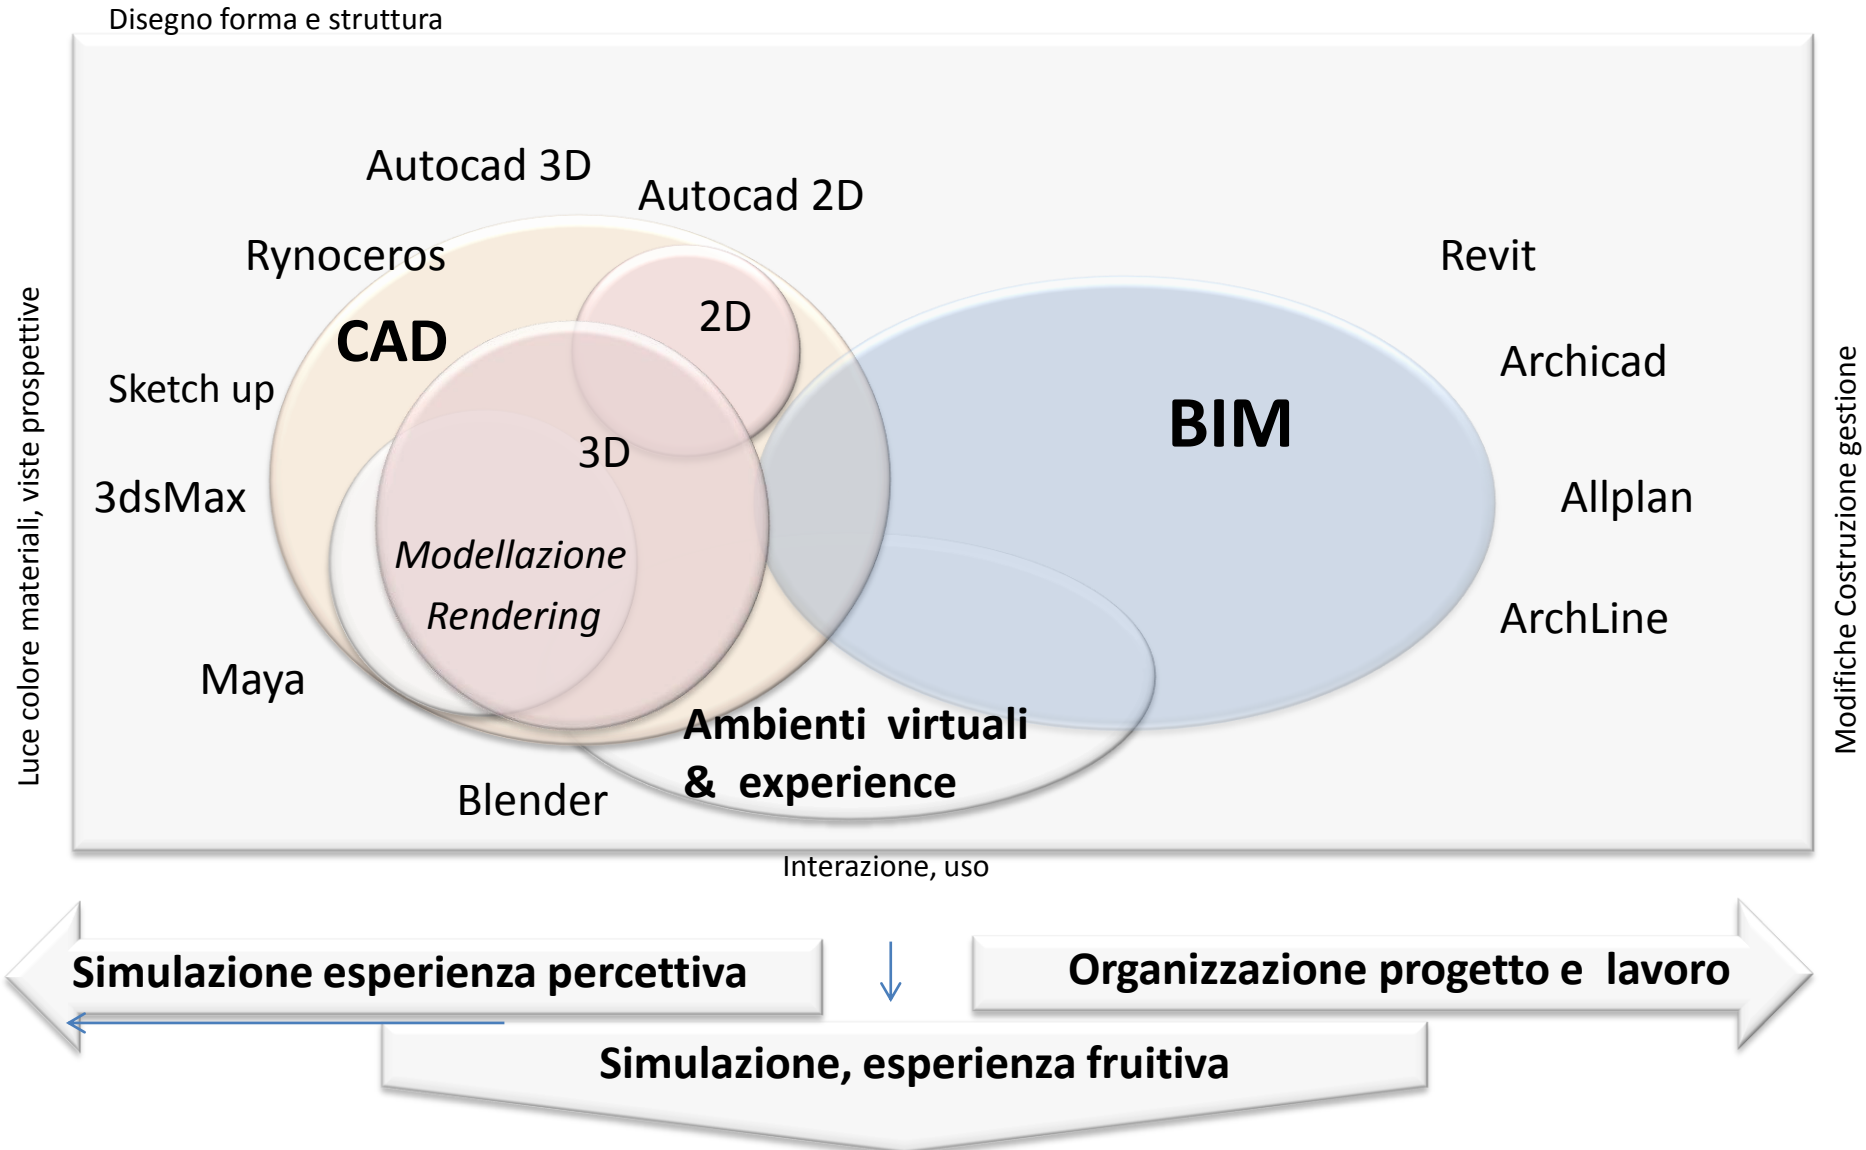 Disegno forma e struttura
Autocad 3D
Autocad 2D
Rynoceros
Revit
2D
CAD
Archicad
Sketch up
BIM
3D
3dsMax
Allplan
Modellazione
Rendering
ArchLine
Maya
Ambienti virtuali
& experience
Blender
Luce colore materiali, viste prospettive
Modifiche Costruzione gestione
Interazione, uso
Simulazione esperienza percettiva
Organizzazione progetto e lavoro
Simulazione, esperienza fruitiva